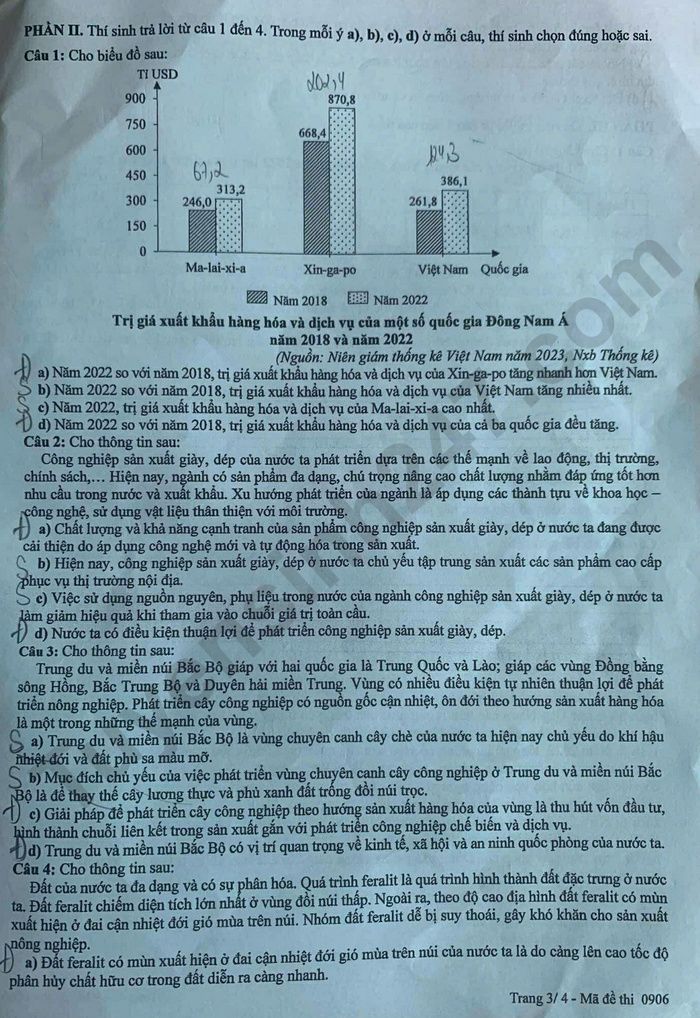 PHẦN II. Thí sinh trả lời từ câu 1 đến 4. Trong mỗi ý a), b), c), d) ở mỗi câu, thí sinh chọn đúng hoặc sai.
Câu 1: Cho biểu đồ sau:
Tỉ USD
900
750
600
450
300
150
0
67,2
202,4
124,3
246,0
313,2
668,4
870,8
261,8
386,1
Ma-lai-xi-a
Xin-ga-po
Việt Nam
Quốc gia
Năm 2018
Năm 2022
Trị giá xuất khẩu hàng hóa và dịch vụ của một số quốc gia Đông Nam Á
năm 2018 và năm 2022
(Nguồn: Niên giám thống kê Việt Nam năm 2023, Nxb Thống kê)
Đ a) Năm 2022 so với năm 2018, trị giá xuất khẩu hàng hóa và dịch vụ của Xin-ga-po tăng nhanh hơn Việt Nam.
S b) Năm 2022 so với năm 2018, trị giá xuất khẩu hàng hóa và dịch vụ của Việt Nam tăng nhiều nhất.
S c) Năm 2022, trị giá xuất khẩu hàng hóa và dịch vụ của Ma-lai-xi-a cao nhất.
Đ d) Năm 2022 so với năm 2018, trị giá xuất khẩu hàng hóa và dịch vụ của cả ba quốc gia đều tăng.
Câu 2: Cho thông tin sau:
Công nghiệp sản xuất giày, dép của nước ta phát triển dựa trên các thế mạnh về lao động, thị trường,
chính sách,... Hiện nay, ngành có sản phẩm đa dạng, chú trọng nâng cao chất lượng nhằm đáp ứng tốt hơn
nhu cầu trong nước và xuất khẩu. Xu hướng phát triển của ngành là áp dụng các thành tựu về khoa học –
công nghệ, sử dụng vật liệu thân thiện với môi trường.
Đ a) Chất lượng và khả năng cạnh tranh của sản phẩm công nghiệp sản xuất giày, dép ở nước ta đang được
cải thiện do áp dụng công nghệ mới và tự động hóa trong sản xuất.
S b) Hiện nay, công nghiệp sản xuất giày, dép ở nước ta chủ yếu tập trung sản xuất các sản phẩm cao cấp
phục vụ thị trường nội địa.
S c) Việc sử dụng nguồn nguyên, phụ liệu trong nước của ngành công nghiệp sản xuất giày, dép ở nước ta
làm giảm hiệu quả khi tham gia vào chuỗi giá trị toàn cầu.
Đ d) Nước ta có điều kiện thuận lợi để phát triển công nghiệp sản xuất giày, dép.
Câu 3: Cho thông tin sau:
Trung du và miền núi Bắc Bộ giáp với hai quốc gia là Trung Quốc và Lào; giáp các vùng Đồng bằng
sông Hồng, Bắc Trung Bộ và Duyên hải miền Trung. Vùng có nhiều điều kiện tự nhiên thuận lợi để phát
triển nông nghiệp. Phát triển cây công nghiệp có nguồn gốc cận nhiệt, ôn đới theo hướng sản xuất hàng hóa
là một trong những thế mạnh của vùng.
S a) Trung du và miền núi Bắc Bộ là vùng chuyên canh cây chè của nước ta hiện nay chủ yếu do khí hậu
nhiệt đới và đất phù sa màu mỡ.
S b) Mục đích chủ yếu của việc phát triển vùng chuyên canh cây công nghiệp ở Trung du và miền núi Bắc
Bộ là để thay thế cây lương thực và phủ xanh đất trống đồi núi trọc.
Đ c) Giải pháp để phát triển cây công nghiệp theo hướng sản xuất hàng hóa của vùng là thu hút vốn đầu tư,
hình thành chuỗi liên kết trong sản xuất gắn với phát triển công nghiệp chế biến và dịch vụ.
Đ d) Trung du và miền núi Bắc Bộ có vị trí quan trọng về kinh tế, xã hội và an ninh quốc phòng của nước ta.
Câu 4: Cho thông tin sau:
Đất của nước ta đa dạng và có sự phân hóa. Quá trình feralit là quá trình hình thành đất đặc trưng ở nước
ta. Đất feralit chiếm diện tích lớn nhất ở vùng đồi núi thấp. Ngoài ra, theo độ cao địa hình đất feralit có mùn
xuất hiện ở đai cận nhiệt đới gió mùa trên núi. Nhóm đất feralit dễ bị suy thoái, gây khó khăn cho sản xuất
nông nghiệp.
Đ a) Đất feralit có mùn xuất hiện ở đai cận nhiệt đới gió mùa trên núi của nước ta là do càng lên cao tốc độ
phân hủy chất hữu cơ trong đất diễn ra càng nhanh.
Trang 3/ 4 - Mã đề thi 0906